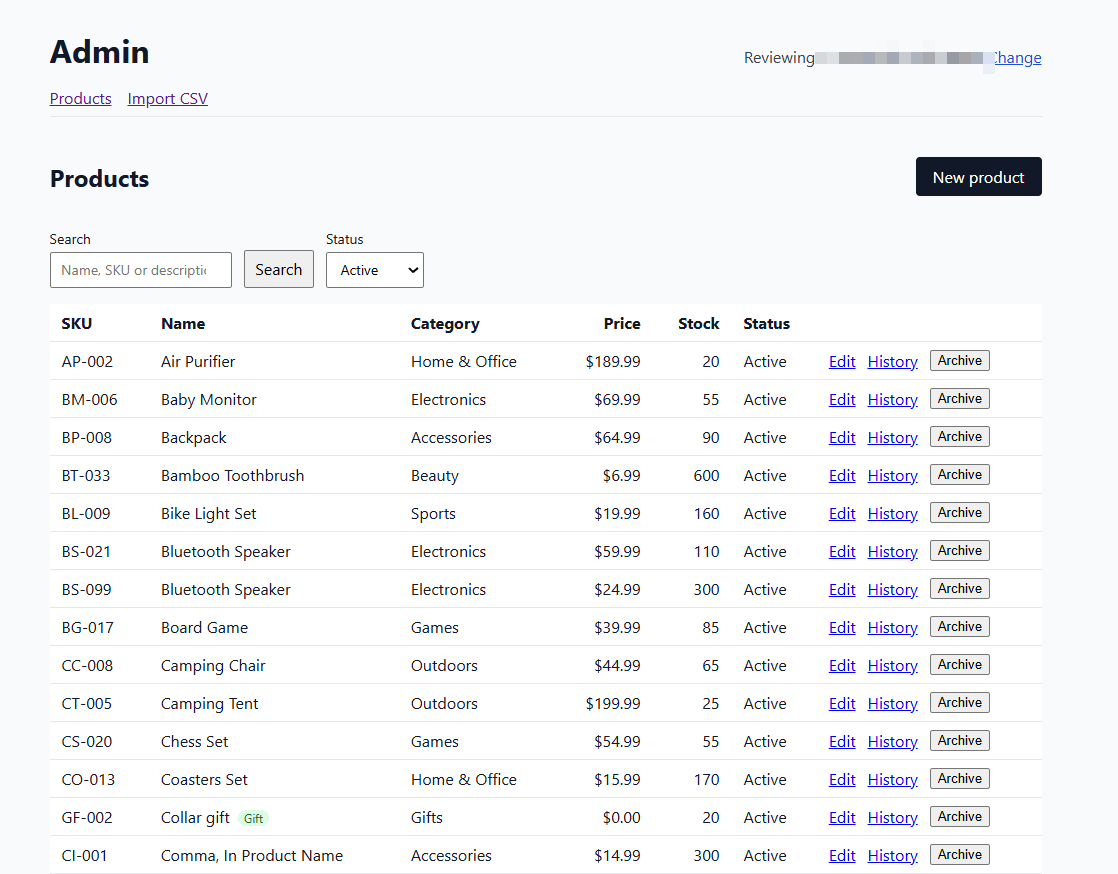 Admin
Reviewing Change
Products Import CSV
Products
New product
Search Status
Name, SKU or descriptic Search Active
SKU Name Category Price Stock Status
AP-002 Air Purifier Home & Office $189.99 20 Active Edit History Archive
BM-006 Baby Monitor Electronics $69.99 55 Active Edit History Archive
BP-008 Backpack Accessories $64.99 90 Active Edit History Archive
BT-033 Bamboo Toothbrush Beauty $6.99 600 Active Edit History Archive
BL-009 Bike Light Set Sports $19.99 160 Active Edit History Archive
BS-021 Bluetooth Speaker Electronics $59.99 110 Active Edit History Archive
BS-099 Bluetooth Speaker Electronics $24.99 300 Active Edit History Archive
BG-017 Board Game Games $39.99 85 Active Edit History Archive
CC-008 Camping Chair Outdoors $44.99 65 Active Edit History Archive
CT-005 Camping Tent Outdoors $199.99 25 Active Edit History Archive
CS-020 Chess Set Games $54.99 55 Active Edit History Archive
CO-013 Coasters Set Home & Office $15.99 170 Active Edit History Archive
GF-002 Collar gift Gift Gifts $0.00 20 Active Edit History Archive
CI-001 Comma, In Product Name Accessories $14.99 300 Active Edit History Archive